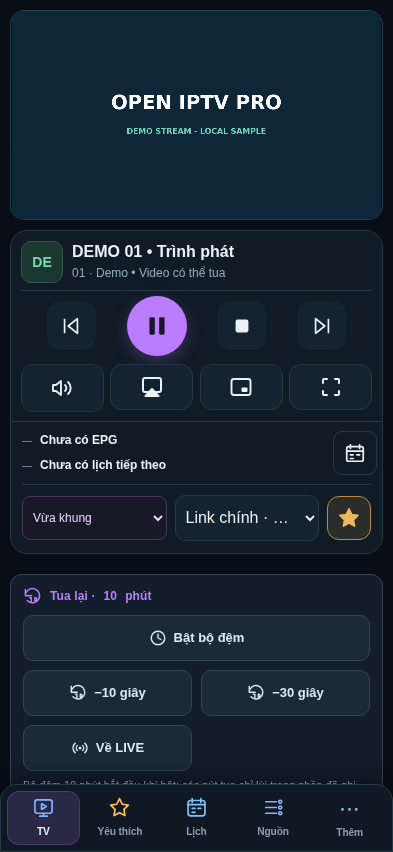 OPEN IPTV PRO
DEMO STREAM - LOCAL SAMPLE
DE
DEMO 01 • Trình phát
01 · Demo • Video có thể tua
— Chưa có EPG
— Chưa có lịch tiếp theo
Vừa khung
Link chính · ...
Tua lại · 10 phút
Bật bộ đệm
−10 giây
−30 giây
Về LIVE
TV
Yêu thích
Lịch
Nguồn
Thêm